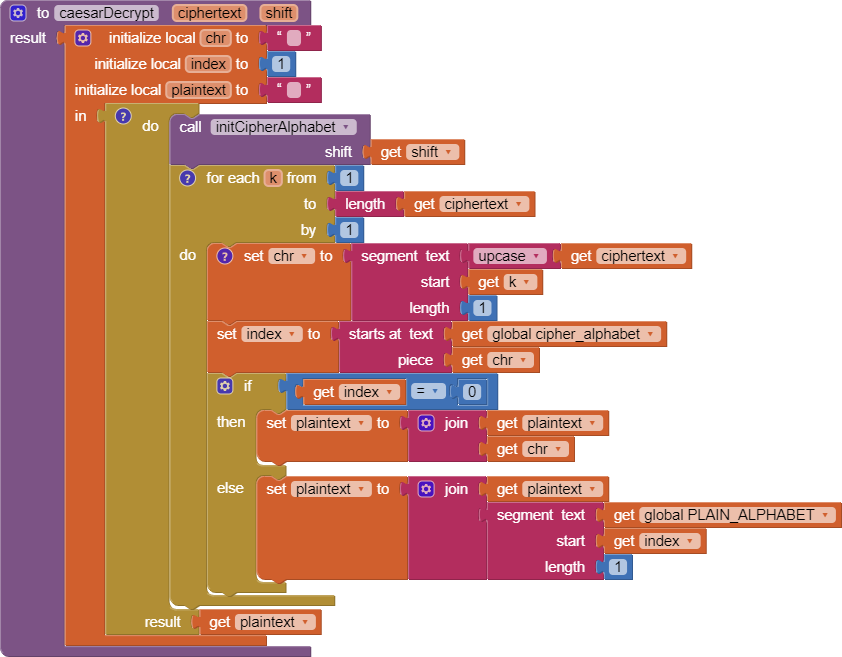 to caesarDecrypt ciphertext shift
result initialize local chr to “ ”
initialize local index to 1
initialize local plaintext to “ ”
in ? do call initCipherAlphabet
shift get shift
? for each k from 1
to length get ciphertext
by 1
do ? set chr to segment text upcase get ciphertext
start get k
length 1
set index to starts at text get global cipher_alphabet
piece get chr
if get index = 0
then set plaintext to join get plaintext
get chr
else set plaintext to join get plaintext
segment text get global PLAIN_ALPHABET
start get index
length 1
result get plaintext